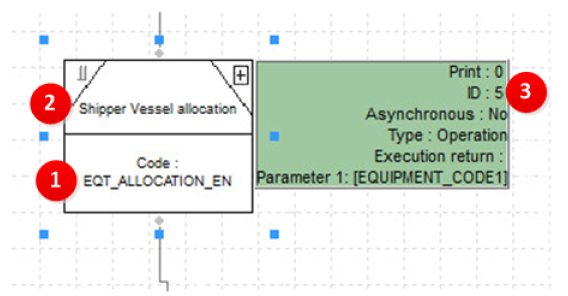 2
Shipper Vessel allocation
1
Code :
EQT_ALLOCATION_EN
Print : 0
ID : 5
3
Asynchronous : No
Type : Operation
Execution return :
Parameter 1: [EQUIPMENT_CODE1]